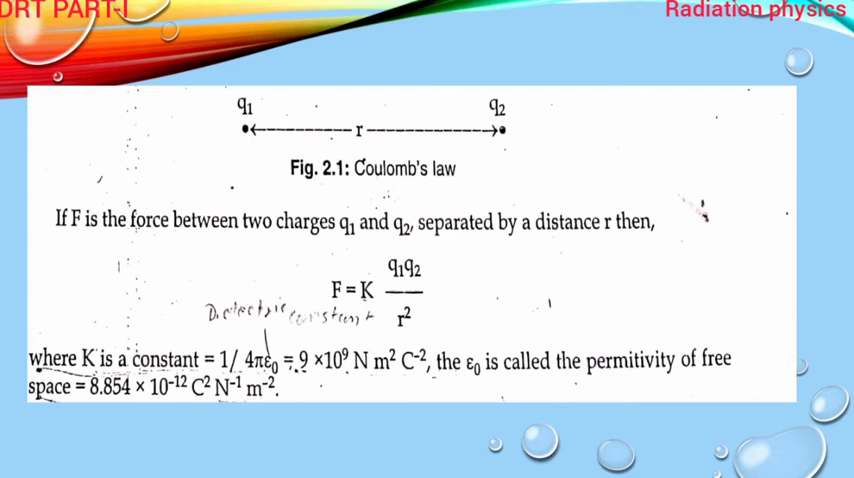 DRT PART-I
Radiation physics
q₁ q₂
r
Fig. 2.1: Coulomb's law
If F is the force between two charges q₁ and q₂, separated by a distance r then,
F = K q₁q₂ / r²
Dielectric constant
where K is a constant = 1/ 4πε₀ = 9 ×10⁹ N m² C⁻², the ε₀ is called the permitivity of free
space = 8.854 × 10⁻¹² C² N⁻¹ m⁻².